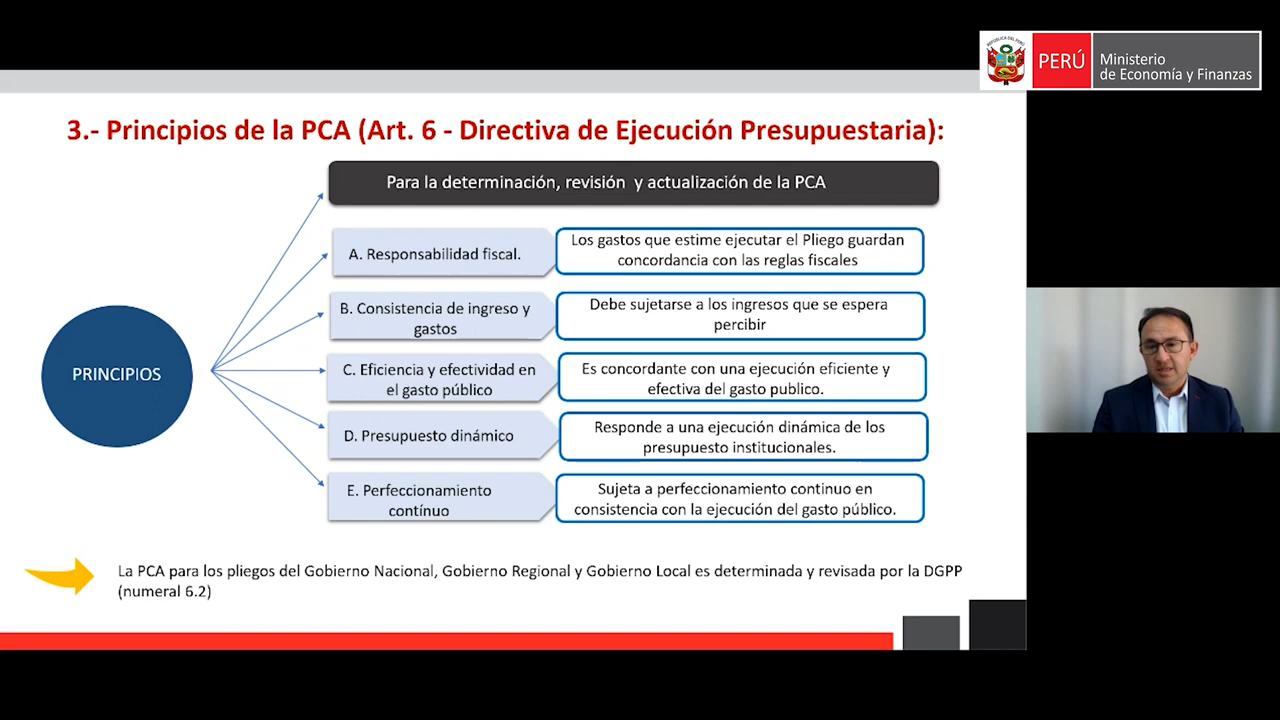 REPÚBLICA DEL PERÚ
PERÚ
Ministerio
de Economía y Finanzas
3.- Principios de la PCA (Art. 6 - Directiva de Ejecución Presupuestaria):
Para la determinación, revisión y actualización de la PCA
A. Responsabilidad fiscal.
Los gastos que estime ejecutar el Pliego guardan
concordancia con las reglas fiscales
B. Consistencia de ingreso y
gastos
Debe sujetarse a los ingresos que se espera
percibir
PRINCIPIOS
C. Eficiencia y efectividad en
el gasto público
Es concordante con una ejecución eficiente y
efectiva del gasto publico.
D. Presupuesto dinámico
Responde a una ejecución dinámica de los
presupuesto institucionales.
E. Perfeccionamiento
contínuo
Sujeta a perfeccionamiento continuo en
consistencia con la ejecución del gasto público.
La PCA para los pliegos del Gobierno Nacional, Gobierno Regional y Gobierno Local es determinada y revisada por la DGPP
(numeral 6.2)